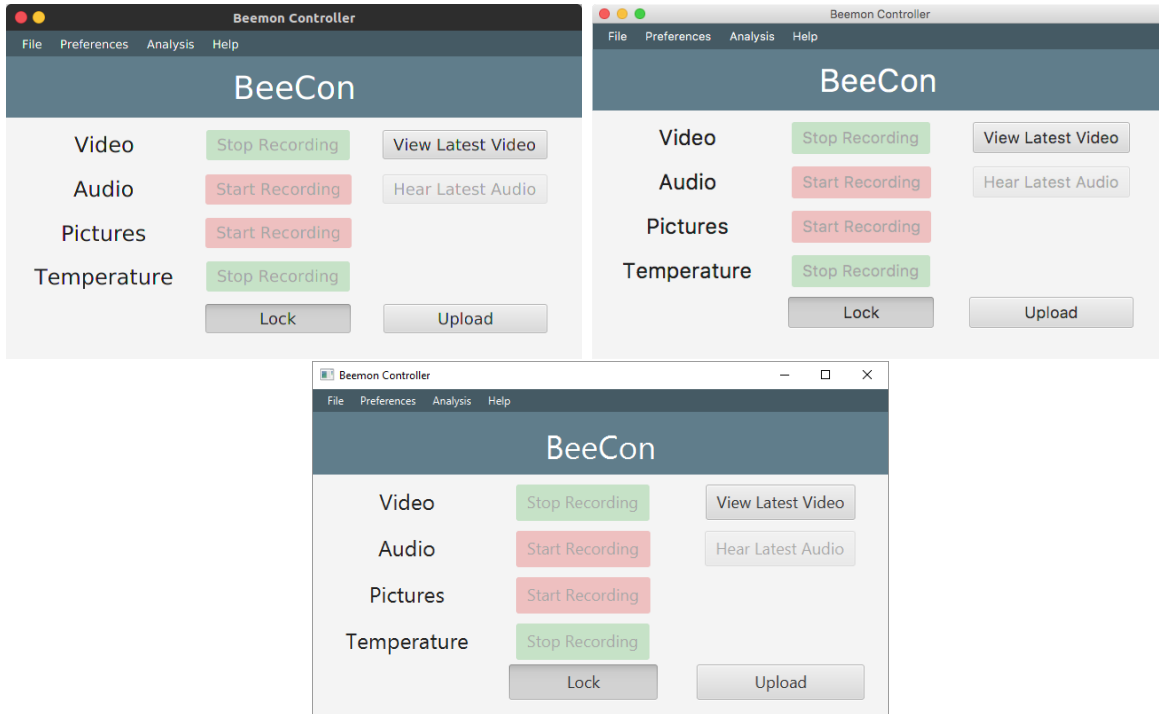 Beemon Controller
File Preferences Analysis Help
BeeCon
Video Stop Recording View Latest Video
Audio Start Recording Hear Latest Audio
Pictures Start Recording
Temperature Stop Recording
Lock Upload
Beemon Controller
File Preferences Analysis Help
BeeCon
Video Stop Recording View Latest Video
Audio Start Recording Hear Latest Audio
Pictures Start Recording
Temperature Stop Recording
Lock Upload
Beemon Controller
File Preferences Analysis Help
BeeCon
Video Stop Recording View Latest Video
Audio Start Recording Hear Latest Audio
Pictures Start Recording
Temperature Stop Recording
Lock Upload